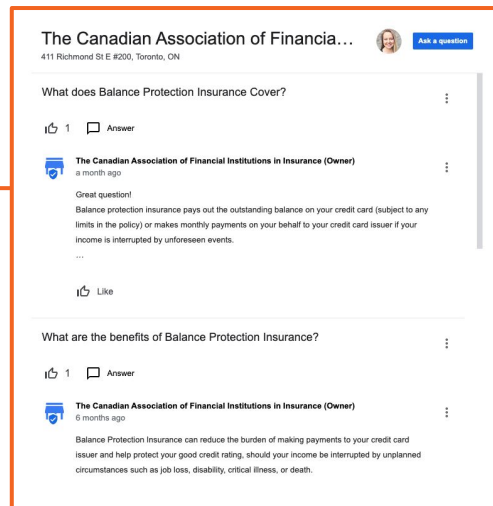 The Canadian Association of Financia...
Ask a question
411 Richmond St E #200, Toronto, ON
What does Balance Protection Insurance Cover?
1 Answer
The Canadian Association of Financial Institutions in Insurance (Owner)
a month ago
Great question!
Balance protection insurance pays out the outstanding balance on your credit card (subject to any
limits in the policy) or makes monthly payments on your behalf to your credit card issuer if your
income is interrupted by unforeseen events.
...
Like
What are the benefits of Balance Protection Insurance?
1 Answer
The Canadian Association of Financial Institutions in Insurance (Owner)
6 months ago
Balance Protection Insurance can reduce the burden of making payments to your credit card
issuer and help protect your good credit rating, should your income be interrupted by unplanned
circumstances such as job loss, disability, critical illness, or death.